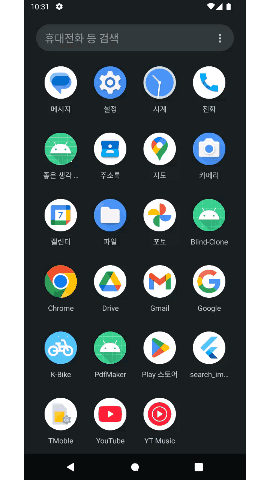 10:31
휴대전화 등 검색
메시지 설정 시계 전화
좋은 생각 ... 주소록 지도 카메라
7
캘린더 파일 포토 Blind-Clone
Chrome Drive Gmail Google
K-Bike PdfMaker Play 스토어 search_im...
TMoble YouTube YT Music